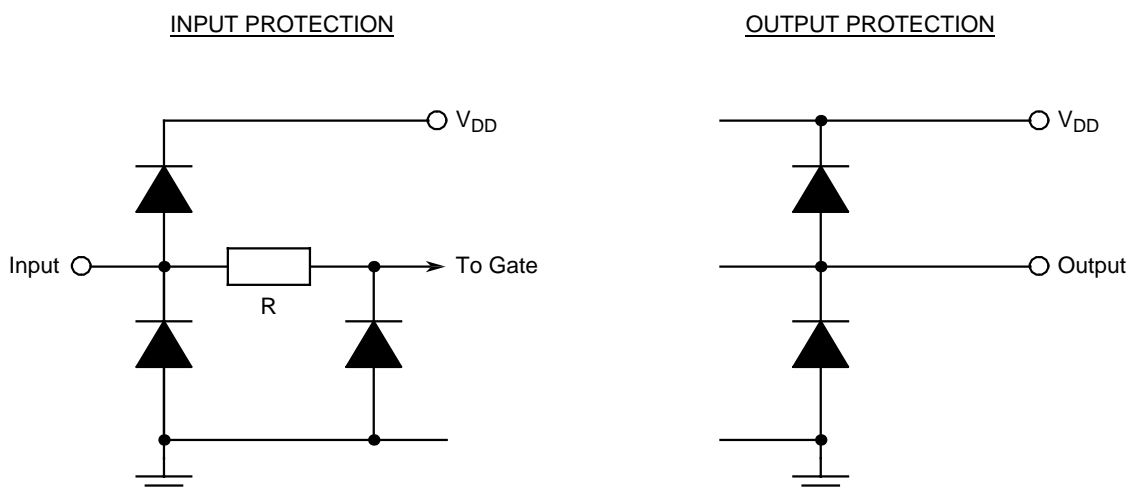 INPUT PROTECTION
OUTPUT PROTECTION
VDD
VDD
Input
To Gate
Output
R